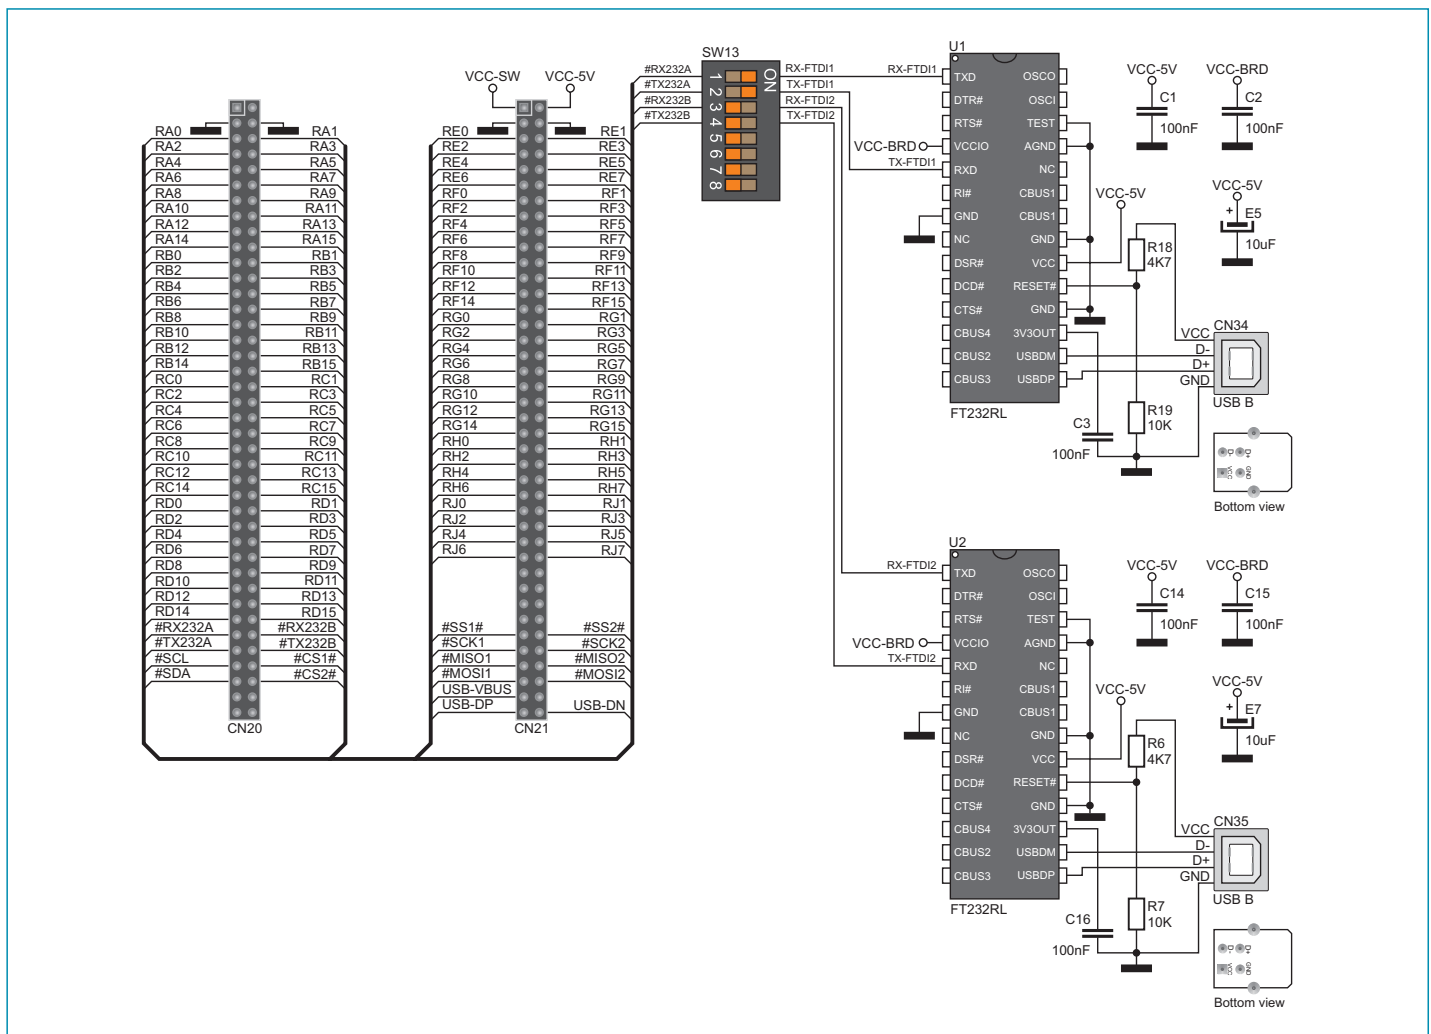 SW13
#RX232A
#TX232A
#RX232B
#TX232B
1
2
3
4
5
6
7
8
ON
RX-FTDI1
TX-FTDI1
RX-FTDI2
TX-FTDI2
VCC-SW VCC-5V
RA0 RA1
RA2 RA3
RA4 RA5
RA6 RA7
RA8 RA9
RA10 RA11
RA12 RA13
RA14 RA15
RB0 RB1
RB2 RB3
RB4 RB5
RB6 RB7
RB8 RB9
RB10 RB11
RB12 RB13
RB14 RB15
RC0 RC1
RC2 RC3
RC4 RC5
RC6 RC7
RC8 RC9
RC10 RC11
RC12 RC13
RC14 RC15
RD0 RD1
RD2 RD3
RD4 RD5
RD6 RD7
RD8 RD9
RD10 RD11
RD12 RD13
RD14 RD15
#RX232A #RX232B
#TX232A #TX232B
#SCL #CS1#
#SDA #CS2#
CN20
RE0 RE1
RE2 RE3
RE4 RE5
RE6 RE7
RF0 RF1
RF2 RF3
RF4 RF5
RF6 RF7
RF8 RF9
RF10 RF11
RF12 RF13
RF14 RF15
RG0 RG1
RG2 RG3
RG4 RG5
RG6 RG7
RG8 RG9
RG10 RG11
RG12 RG13
RG14 RG15
RH0 RH1
RH2 RH3
RH4 RH5
RH6 RH7
RJ0 RJ1
RJ2 RJ3
RJ4 RJ5
RJ6 RJ7
#SS1# #SS2#
#SCK1 #SCK2
#MISO1 #MISO2
#MOSI1 #MOSI2
USB-VBUS
USB-DP USB-DN
CN21
U1
RX-FTDI1
VCC-BRD
TX-FTDI1
TXD OSCO
DTR# OSCI
RTS# TEST
VCCIO AGND
RXD NC
RI# CBUS1
GND CBUS1
NC GND
DSR# VCC
DCD# RESET#
CTS# GND
CBUS4 3V3OUT
CBUS2 USBDM
CBUS3 USBDP
FT232RL
VCC-5V
C1
100nF
VCC-BRD
C2
100nF
VCC-5V
R18
4K7
VCC-5V
+
E5
10uF
CN34
VCC
D-
D+
GND
USB B
C3
100nF
R19
10K
D- D+
VCC GND
Bottom view
U2
RX-FTDI2
VCC-BRD
TX-FTDI2
TXD OSCO
DTR# OSCI
RTS# TEST
VCCIO AGND
RXD NC
RI# CBUS1
GND CBUS1
NC GND
DSR# VCC
DCD# RESET#
CTS# GND
CBUS4 3V3OUT
CBUS2 USBDM
CBUS3 USBDP
FT232RL
VCC-5V
C14
100nF
VCC-BRD
C15
100nF
VCC-5V
R6
4K7
VCC-5V
+
E7
10uF
CN35
VCC
D-
D+
GND
USB B
C16
100nF
R7
10K
D- D+
VCC GND
Bottom view